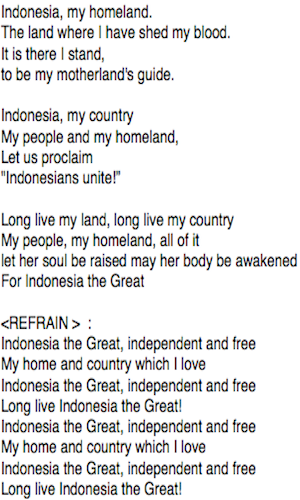 Indonesia, my homeland.
The land where I have shed my blood.
It is there I stand,
to be my motherland's guide.

Indonesia, my country
My people and my homeland,
Let us proclaim
"Indonesians unite!"

Long live my land, long live my country
My people, my homeland, all of it
let her soul be raised may her body be awakened
For Indonesia the Great

<REFRAIN > :
Indonesia the Great, independent and free
My home and country which I love
Indonesia the Great, independent and free
Long live Indonesia the Great!
Indonesia the Great, independent and free
My home and country which I love
Indonesia the Great, independent and free
Long live Indonesia the Great!